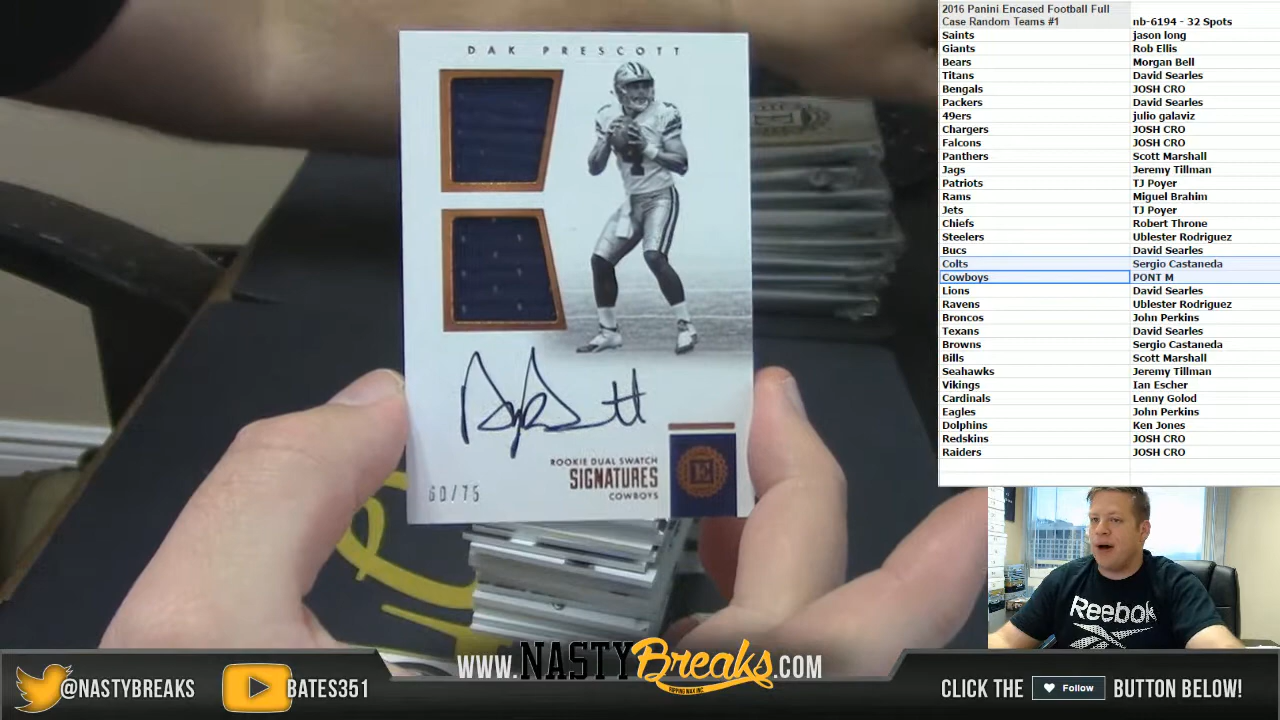 DAK PRESCOTT
ROOKIE DUAL SWATCH
SIGNATURES
COWBOYS
60/75
E
2016 Panini Encased Football Full
Case Random Teams #1 nb-6194 - 32 Spots
Saints jason long
Giants Rob Ellis
Bears Morgan Bell
Titans David Searles
Bengals JOSH CRO
Packers David Searles
49ers julio galaviz
Chargers JOSH CRO
Falcons JOSH CRO
Panthers Scott Marshall
Jags Jeremy Tillman
Patriots TJ Poyer
Rams Miguel Brahim
Jets TJ Poyer
Chiefs Robert Throne
Steelers Ublester Rodriguez
Bucs David Searles
Colts Sergio Castaneda
Cowboys PONT M
Lions David Searles
Ravens Ublester Rodriguez
Broncos John Perkins
Texans David Searles
Browns Sergio Castaneda
Bills Scott Marshall
Seahawks Jeremy Tillman
Vikings Ian Escher
Cardinals Lenny Golod
Eagles John Perkins
Dolphins Ken Jones
Redskins JOSH CRO
Raiders JOSH CRO
Reebok
@NASTYBREAKS
BATES351
WWW.NASTYBreaks.COM
RIPPING WAX INC.
CLICK THE Follow BUTTON BELOW!